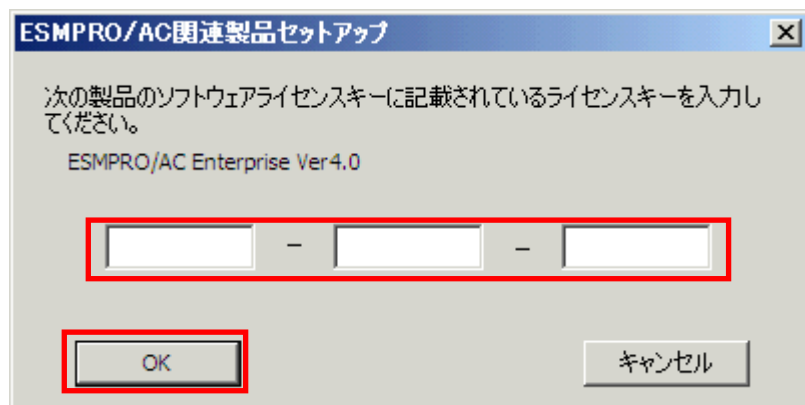 ESMPRO/AC関連製品セットアップ
次の製品のソフトウェアライセンスキーに記載されているライセンスキーを入力し
てください。
ESMPRO/AC Enterprise Ver4.0
– –
OK キャンセル